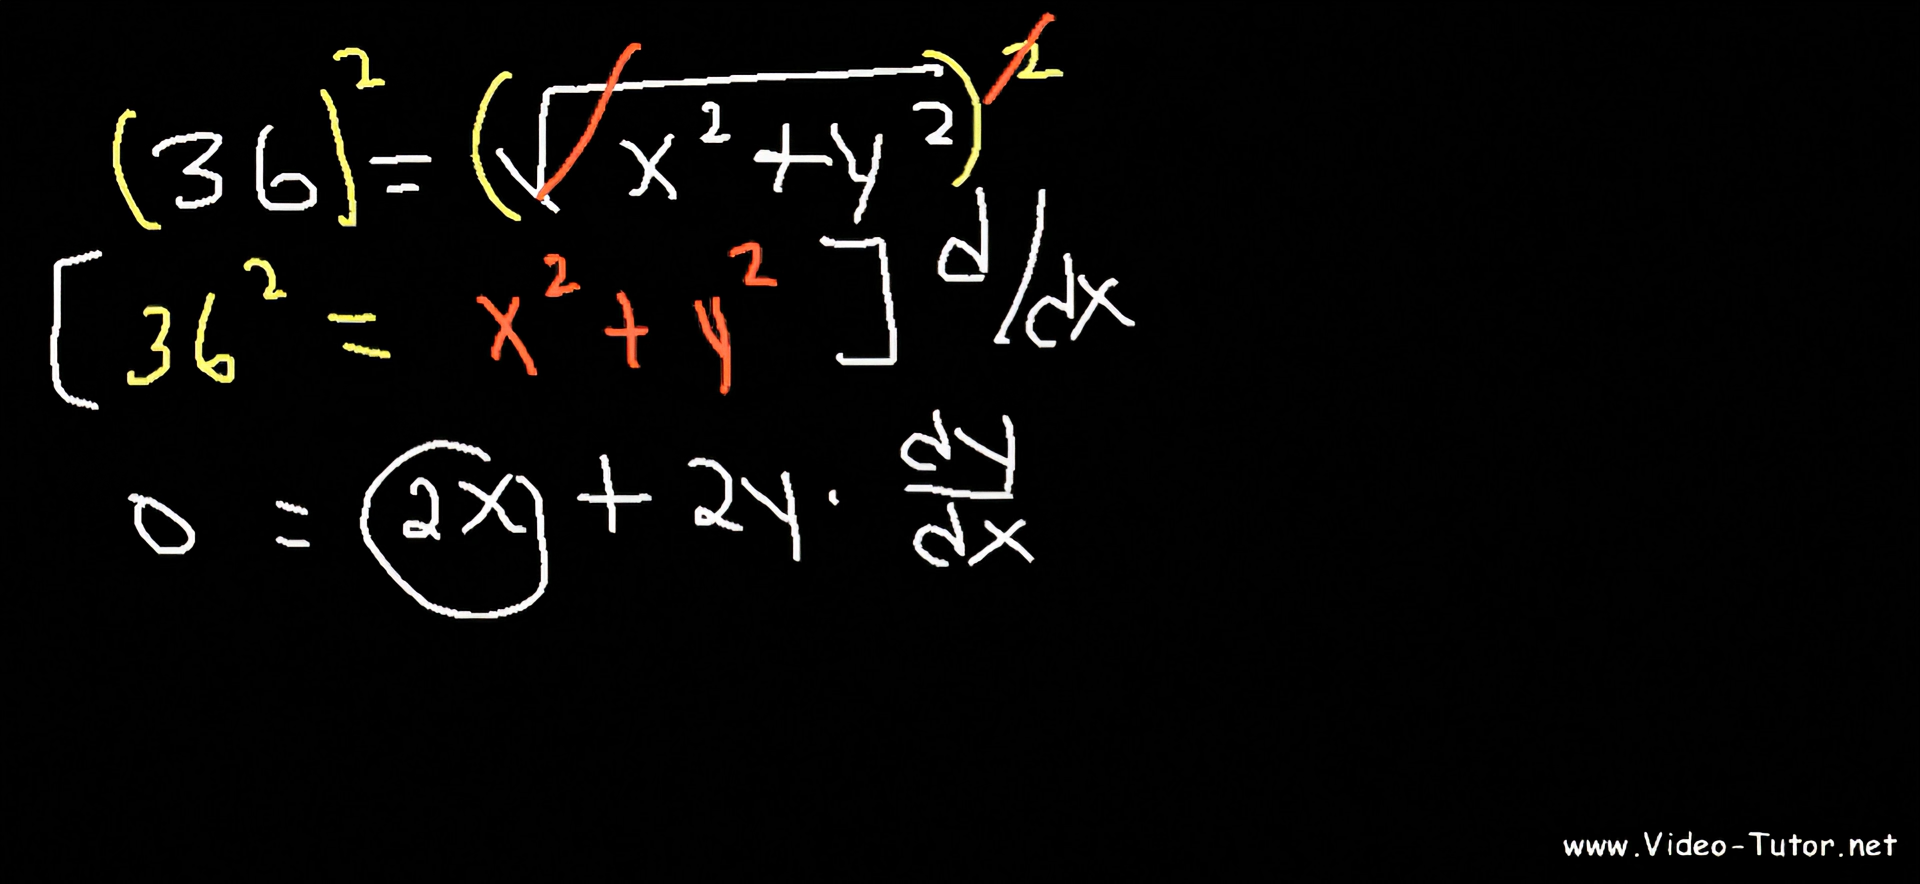 (36)² = (√x² + y²)²
[36² = x² + y²] d/dx
0 = 2x + 2y · dy/dx
www.Video-Tutor.net